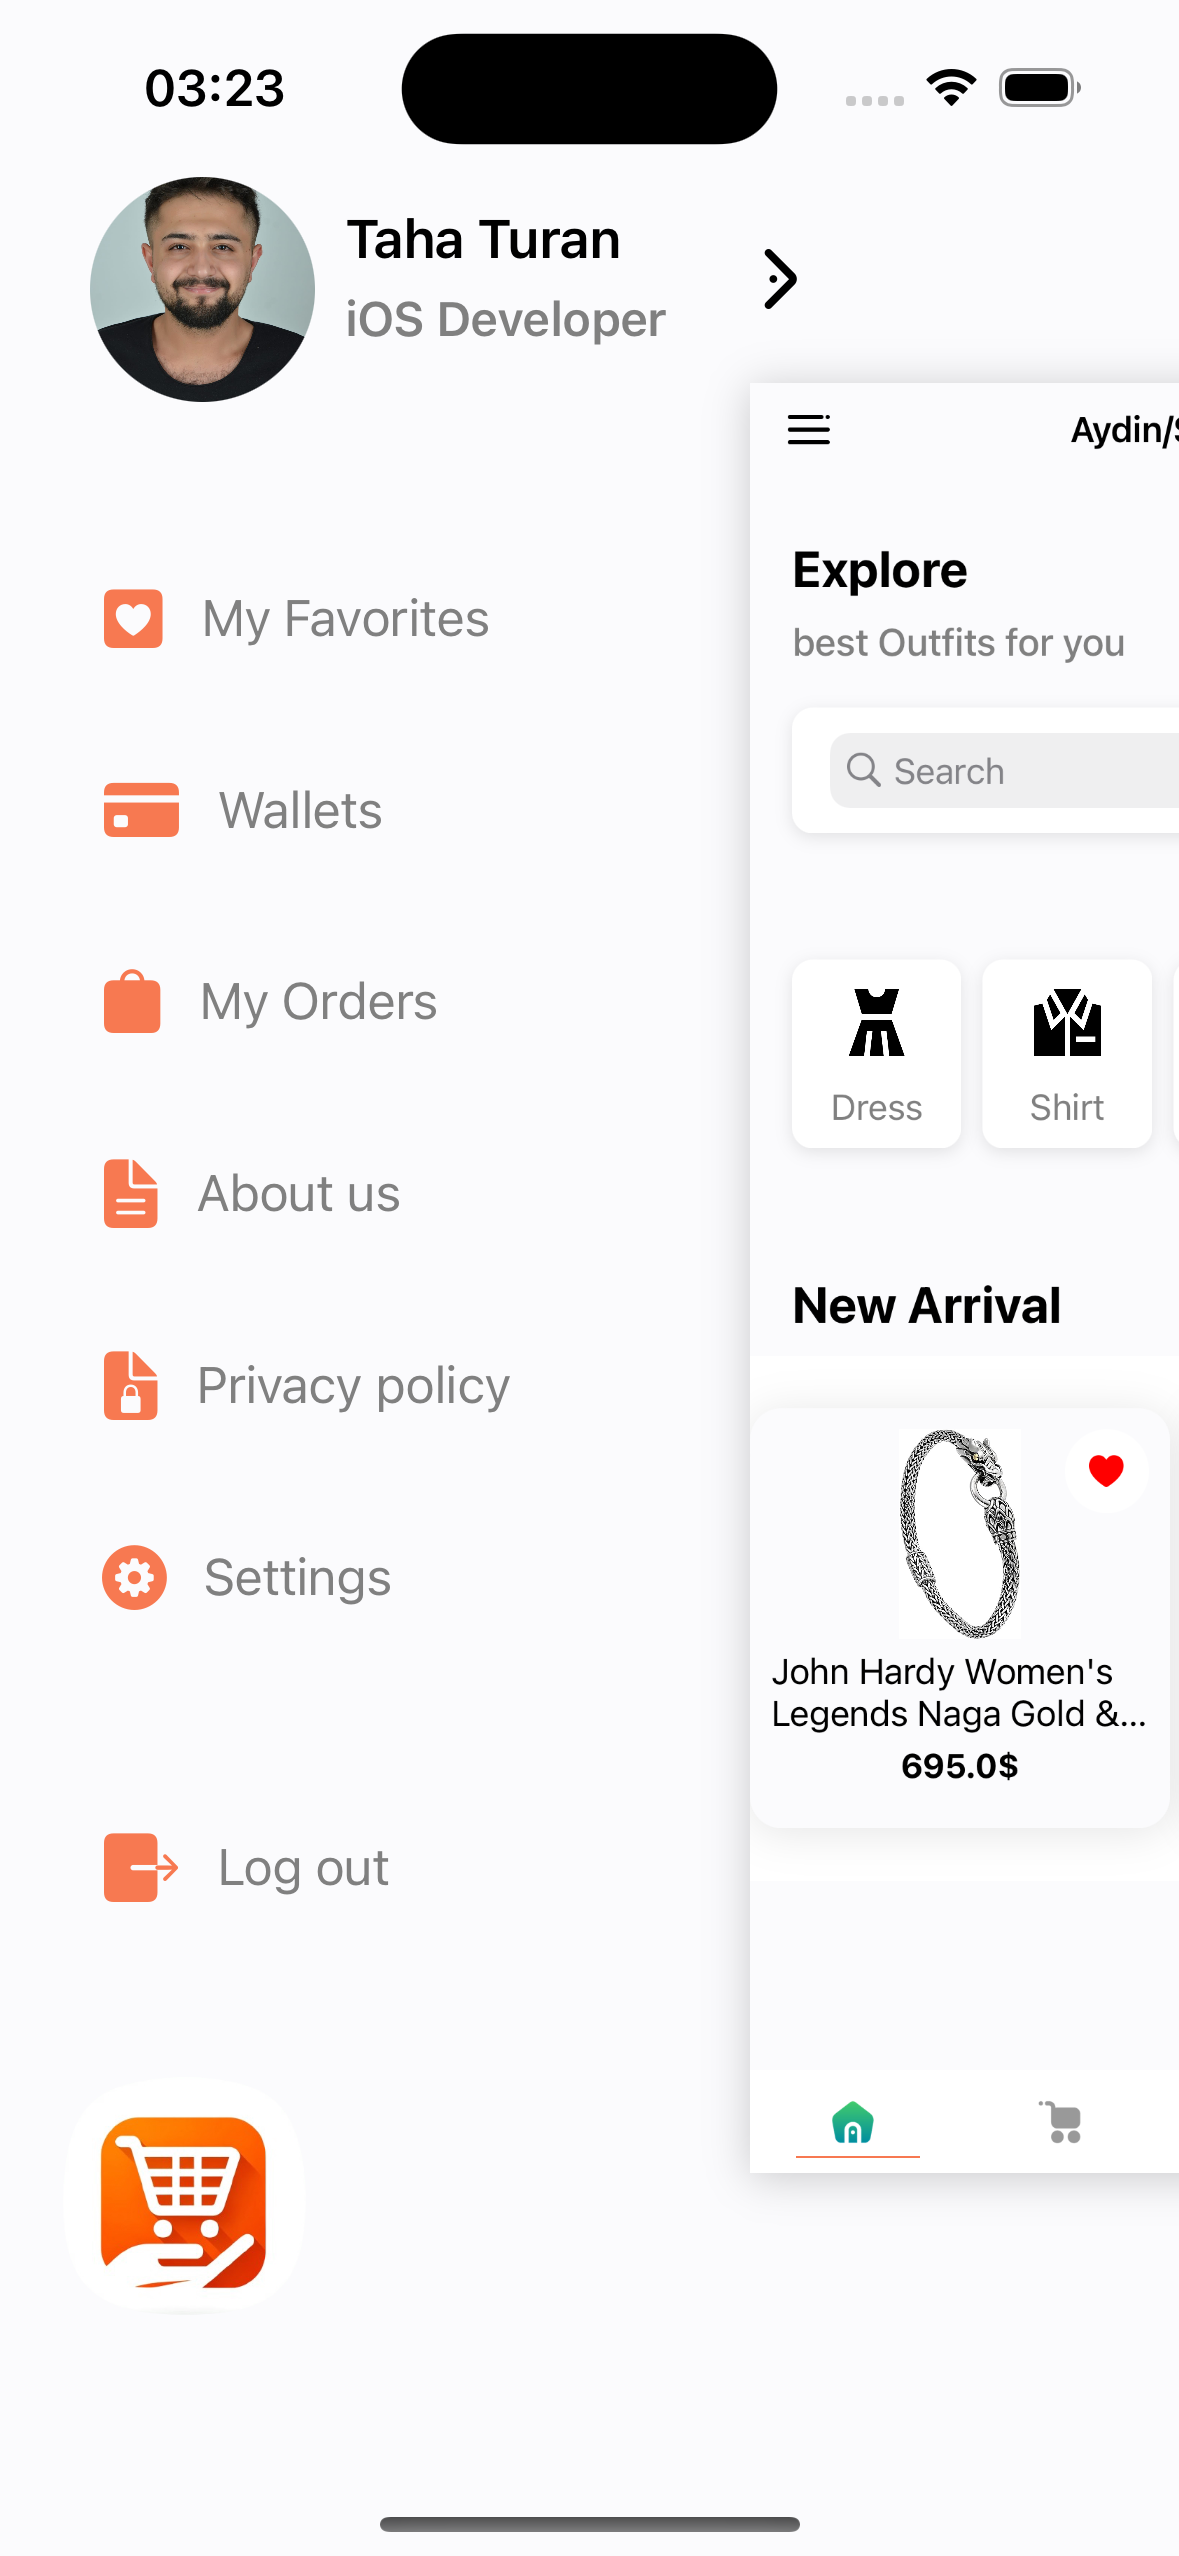 03:23
Taha Turan
iOS Developer
My Favorites
Wallets
My Orders
About us
Privacy policy
Settings
Log out
Aydin/S
Explore
best Outfits for you
Search
Dress
Shirt
New Arrival
John Hardy Women's
Legends Naga Gold &...
695.0$